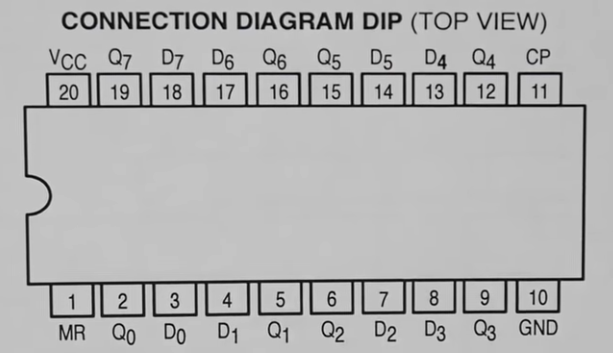 CONNECTION DIAGRAM DIP (TOP VIEW)
VCC Q7 D7 D6 Q6 Q5 D5 D4 Q4 CP
20 19 18 17 16 15 14 13 12 11
1 2 3 4 5 6 7 8 9 10
MR Q0 D0 D1 Q1 Q2 D2 D3 Q3 GND